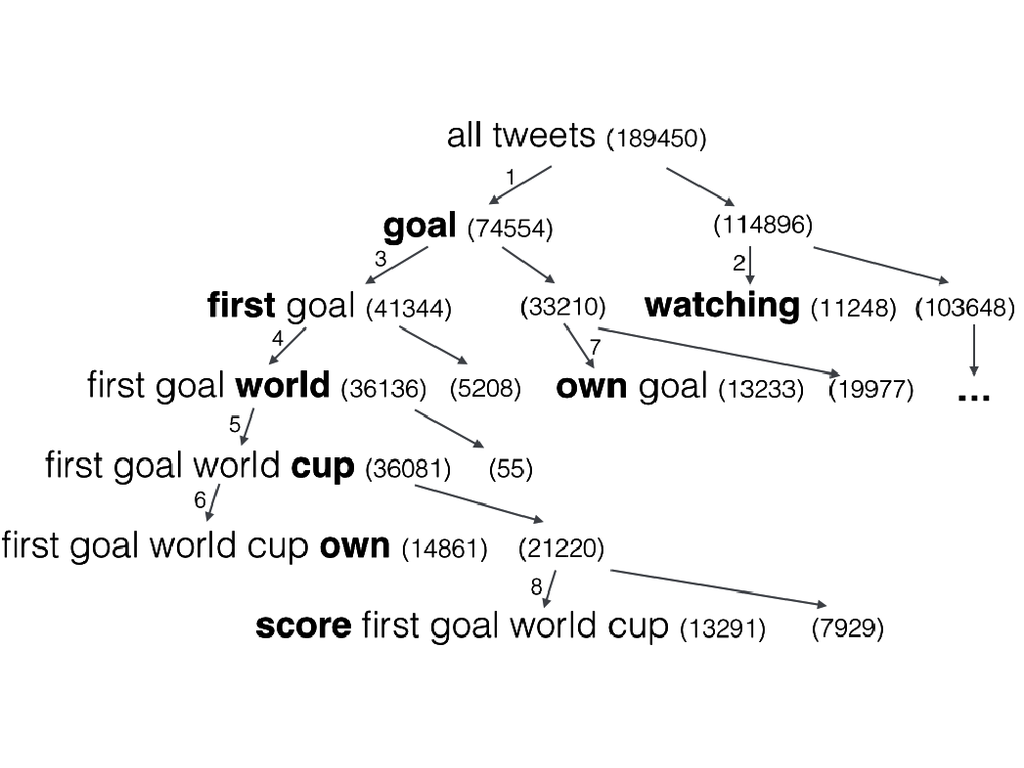 all tweets (189450)
1
goal (74554) (114896)
3 2
first goal (41344) (33210) watching (11248) (103648)
4 7
first goal world (36136) (5208) own goal (13233) (19977) ...
5
first goal world cup (36081) (55)
6
first goal world cup own (14861) (21220)
8
score first goal world cup (13291) (7929)